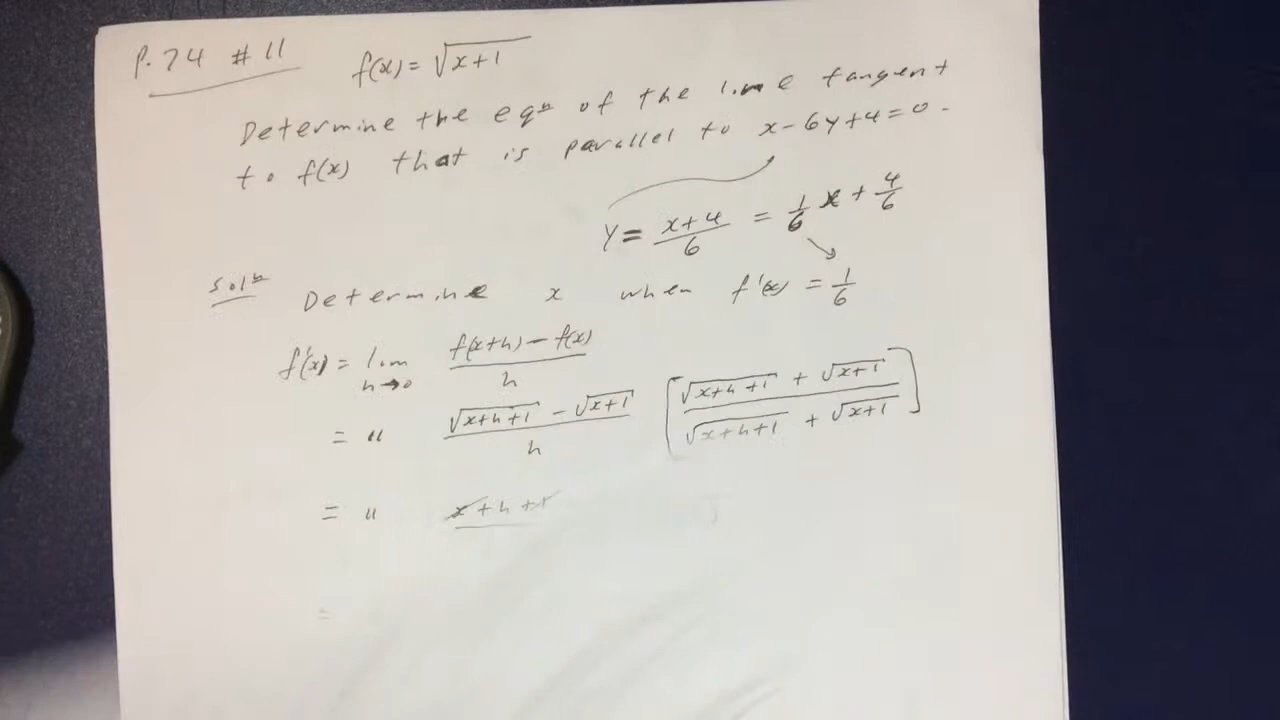 P. 74 # 11 f(x) = √x+1
Determine the eqn of the line tangent
to f(x) that is parallel to x - 6y + 4 = 0.
y = x+4/6 = 1/6 x + 4/6
Soln Determine x when f'(x) = 1/6
f'(x) = lim h→0 f(x+h) - f(x)/h
= " √x+h+1 - √x+1/h [√x+h+1 + √x+1/√x+h+1 + √x+1]
= " x+h+1
=